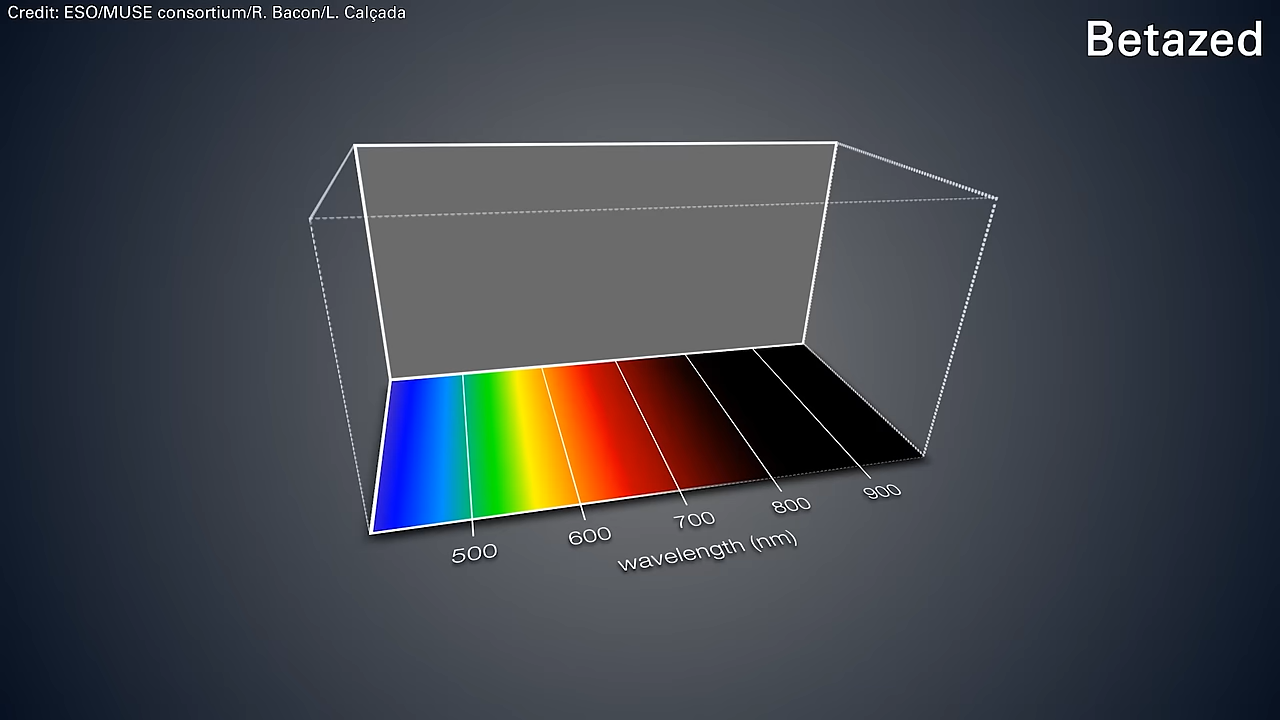 Credit: ESO/MUSE consortium/R. Bacon/L. Calçada
Betazed
500
600
700
800
900
wavelength (nm)